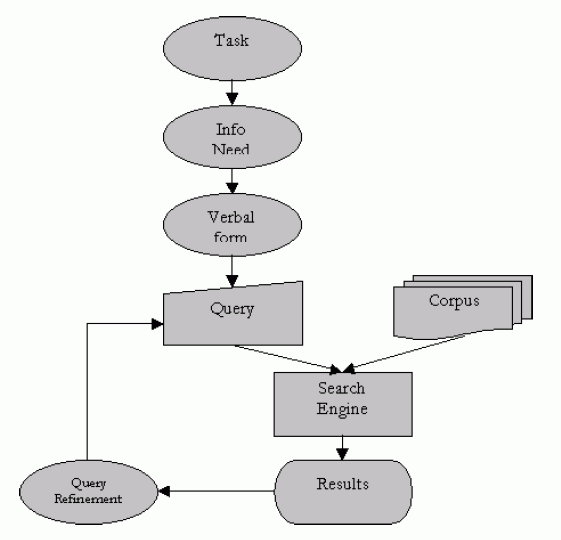 Task
Info
Need
Verbal
form
Query
Corpus
Search
Engine
Results
Query
Refinement